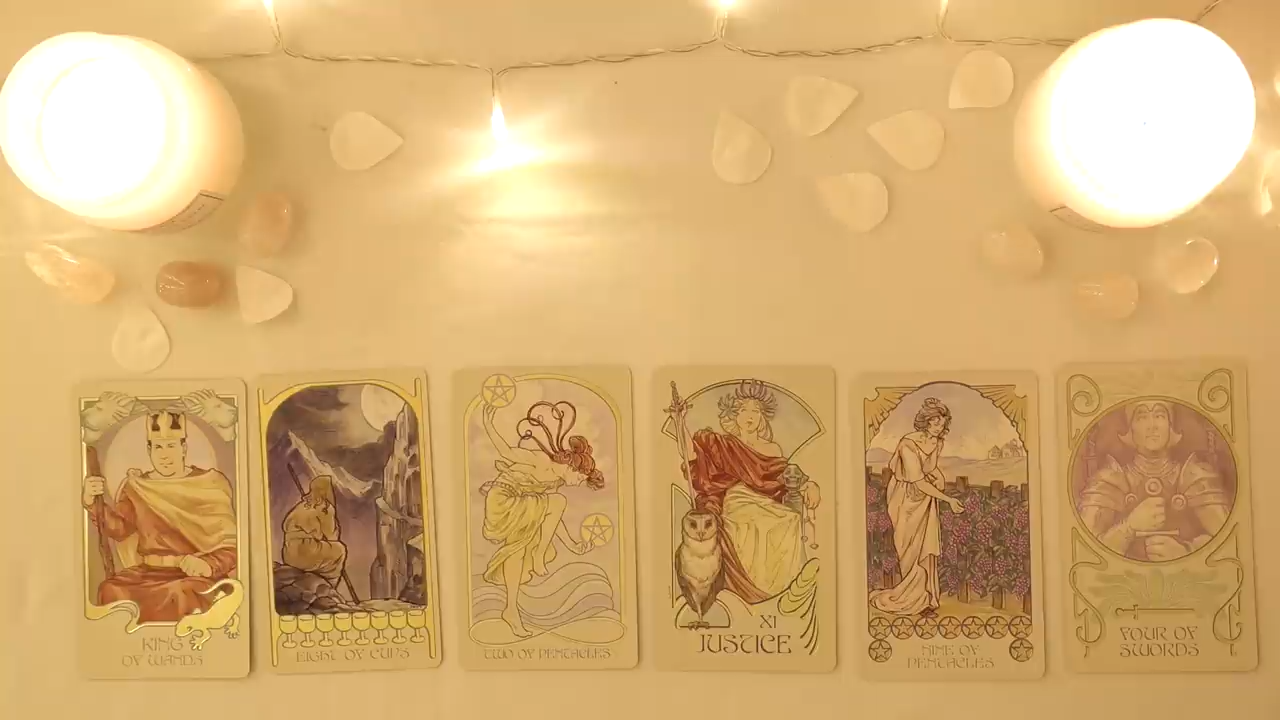 KING
OF WANDS
EIGHT OF CUPS
TWO OF PENTACLES
XI
JUSTICE
NINE OF
PENTACLES
FOUR OF
SWORDS